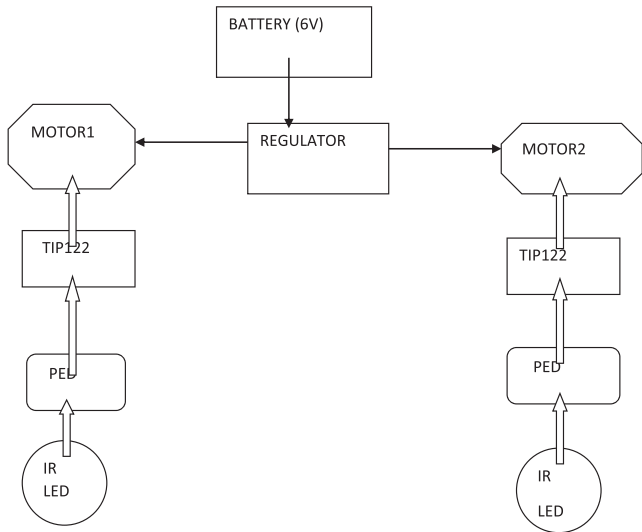 BATTERY (6V)
MOTOR1
REGULATOR
MOTOR2
TIP122
TIP122
PED
PED
IR
LED
IR
LED